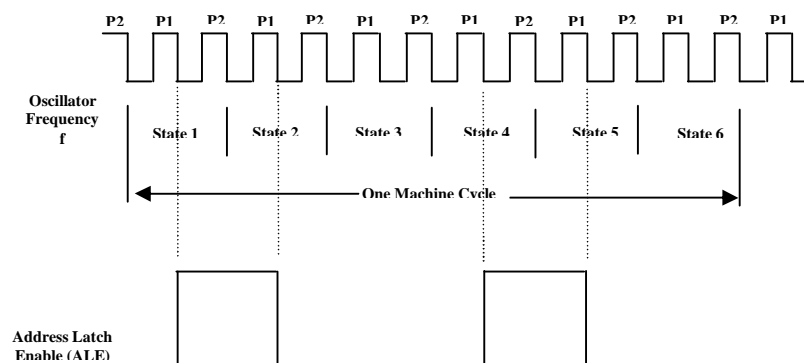 P2 P1 P2 P1 P2 P1 P2 P1 P2 P1 P2 P1 P2 P1
Oscillator
Frequency
f
State 1 State 2 State 3 State 4 State 5 State 6
One Machine Cycle
Address Latch
Enable (ALE)